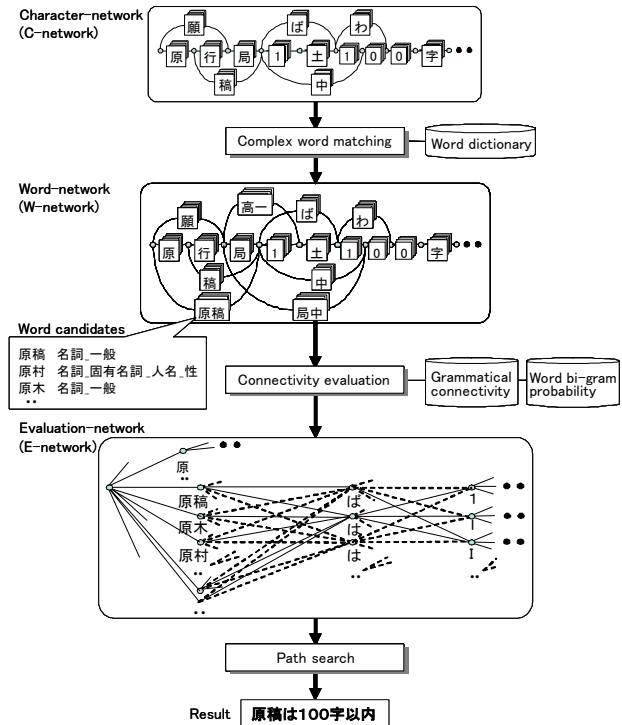 Character-network
(C-network)
願 ば わ
原 行 局 1 土 1 0 0 字 ••
稿 中
Complex word matching
Word dictionary
Word-network
(W-network)
高一
願 ば わ
原 行 局 1 土 1 0 0 字 ••
稿 中
原稿 局中
Word candidates
原稿 名詞_一般
原村 名詞_固有名詞_人名_性
原木 名詞_一般
••
Connectivity evaluation
Grammatical
connectivity
Word bi-gram
probability
Evaluation-network
(E-network)
••
原
••
原稿 ば 1 ••
原木 は l ••
原村 は I ••
•• •• ••
••
Path search
Result 原稿は100字以内